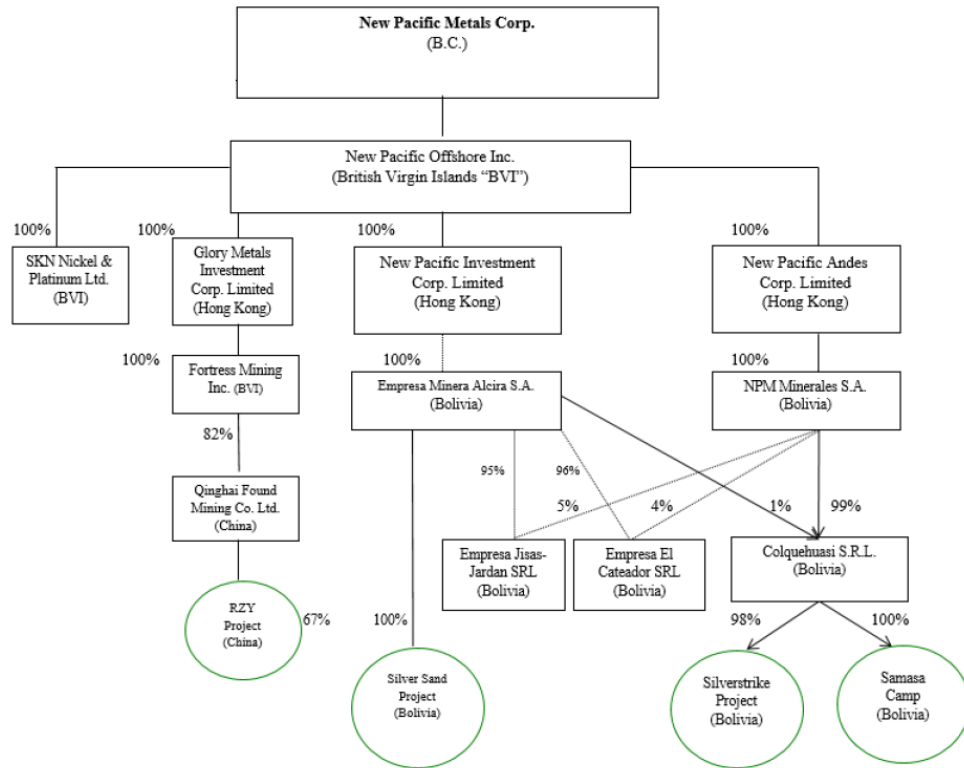 New Pacific Metals Corp.
(B.C.)
New Pacific Offshore Inc.
(British Virgin Islands “BVI”)
100%
100%
100%
100%
SKN Nickel &
Platinum Ltd.
(BVI)
Glory Metals
Investment
Corp. Limited
(Hong Kong)
New Pacific Investment
Corp. Limited
(Hong Kong)
New Pacific Andes
Corp. Limited
(Hong Kong)
100%
100%
100%
Fortress Mining
Inc. (BVI)
Empresa Minera Alcira S.A.
(Bolivia)
NPM Minerales S.A.
(Bolivia)
82%
95%
96%
5%
4%
1%
99%
Qinghai Found
Mining Co. Ltd.
(China)
Empresa Jisas-
Jardan SRL
(Bolivia)
Empresa El
Cateador SRL
(Bolivia)
Colquehuasi S.R.L.
(Bolivia)
RZY
Project
(China)
67%
100%
98%
100%
Silver Sand
Project
(Bolivia)
Silverstrike
Project
(Bolivia)
Samasa
Camp
(Bolivia)